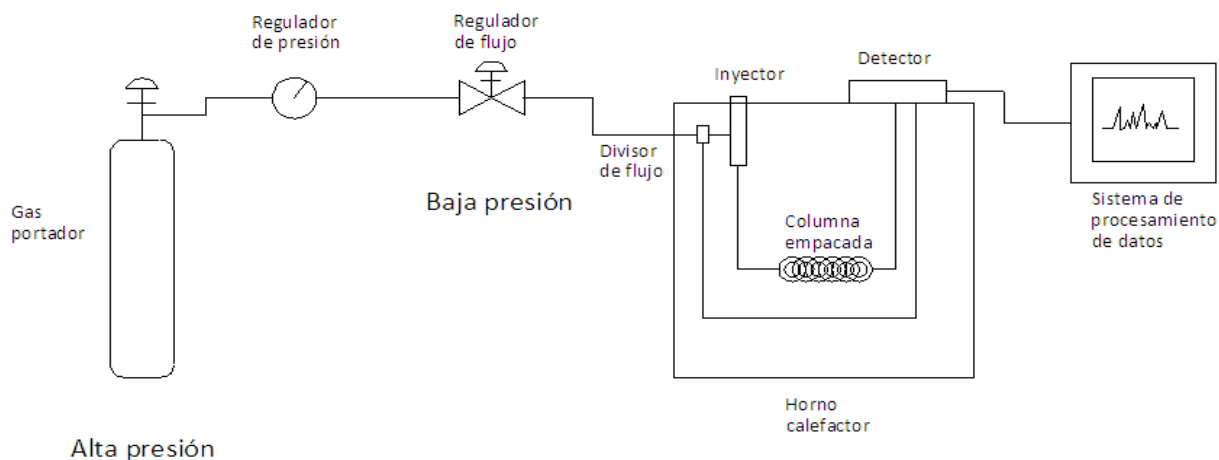 Regulador
de presión
Regulador
de flujo
Inyector
Detector
Divisor
de flujo
Gas
portador
Baja presión
Columna
empacada
Sistema de
procesamiento
de datos
Horno
calefactor
Alta presión